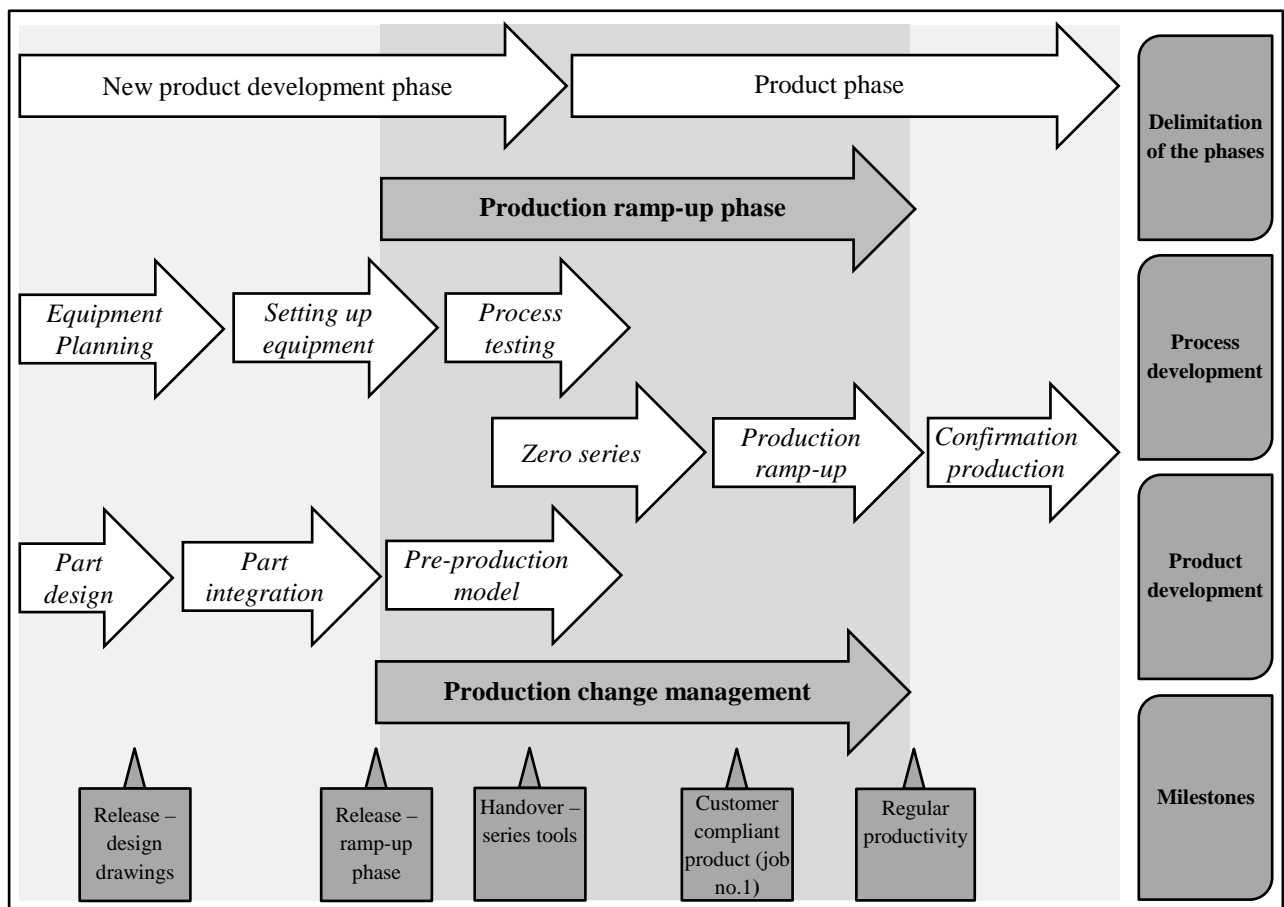 New product development phase
Product phase
Delimitation
of the phases
Production ramp-up phase
Equipment
Planning
Setting up
equipment
Process
testing
Process
development
Zero series
Production
ramp-up
Confirmation
production
Part
design
Part
integration
Pre-production
model
Product
development
Production change management
Release –
design
drawings
Release –
ramp-up
phase
Handover –
series tools
Customer
compliant
product (job
no.1)
Regular
productivity
Milestones